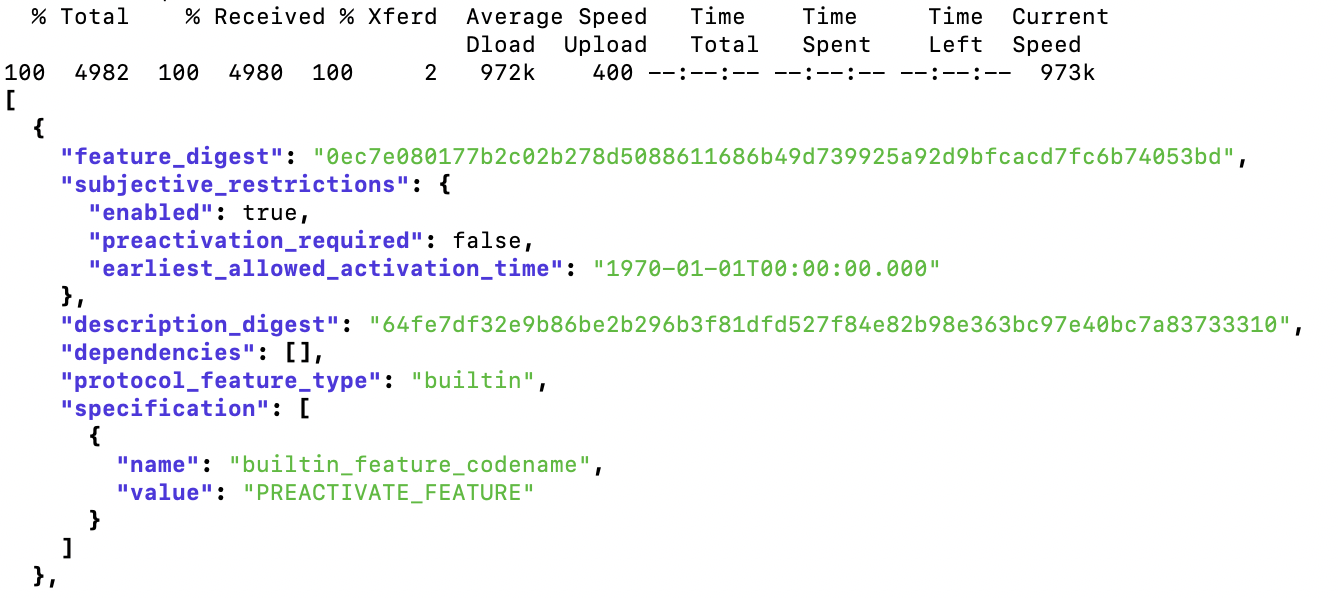 % Total    % Received % Xferd  Average Speed   Time    Time     Time  Current
                                 Dload  Upload   Total   Spent    Left  Speed
100  4982  100  4980  100     2   972k    400 --:--:-- --:--:-- --:--:--  973k
[
  {
    "feature_digest": "0ec7e080177b2c02b278d5088611686b49d739925a92d9bfcacd7fc6b74053bd",
    "subjective_restrictions": {
      "enabled": true,
      "preactivation_required": false,
      "earliest_allowed_activation_time": "1970-01-01T00:00:00.000"
    },
    "description_digest": "64fe7df32e9b86be2b296b3f81dfd527f84e82b98e363bc97e40bc7a83733310",
    "dependencies": [],
    "protocol_feature_type": "builtin",
    "specification": [
      {
        "name": "builtin_feature_codename",
        "value": "PREACTIVATE_FEATURE"
      }
    ]
  },